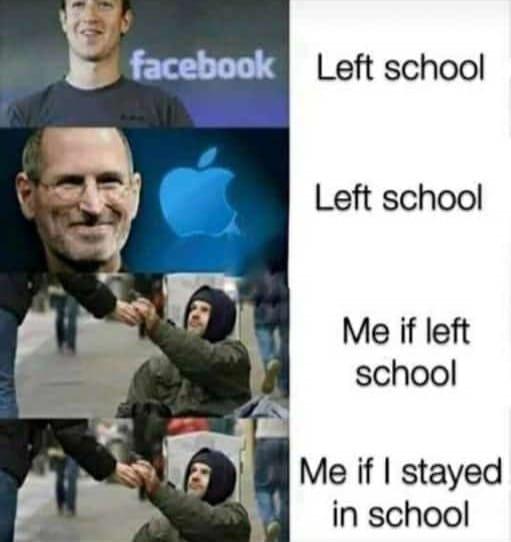 facebook
Left school
Left school
Me if left
school
Me if I stayed
in school